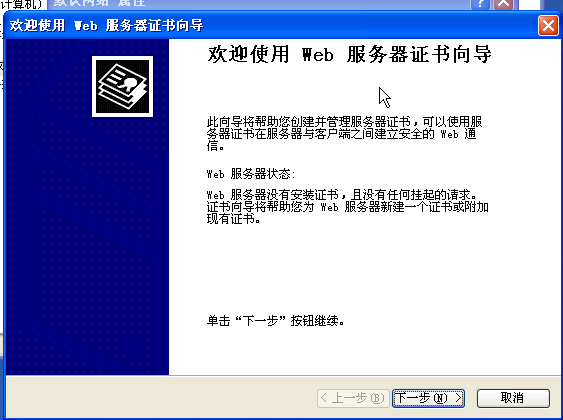 计算机)
默认网站 属性
欢迎使用 Web 服务器证书向导
欢迎使用 Web 服务器证书向导
此向导将帮助您创建并管理服务器证书，可以使用服
务器证书在服务器与客户端之间建立安全的 Web 通
信。
Web 服务器状态:
Web 服务器没有安装证书，且没有任何挂起的请求。
证书向导将帮助您为 Web 服务器新建一个证书或附加
现有证书。
单击“下一步”按钮继续。
< 上一步(B)
下一步(N) >
取消